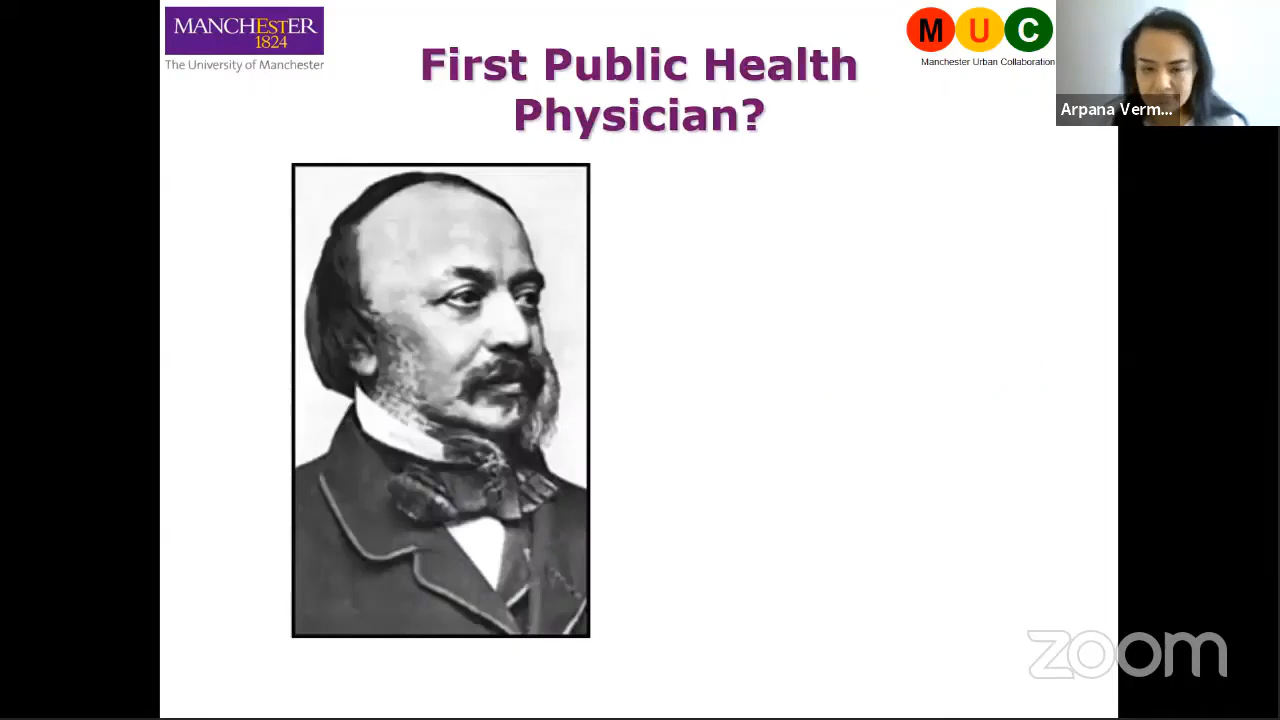 MANCHESTER
1824
The University of Manchester
First Public Health
Physician?
M U C
Manchester Urban Collaboration
Arpana Verm...
zoom